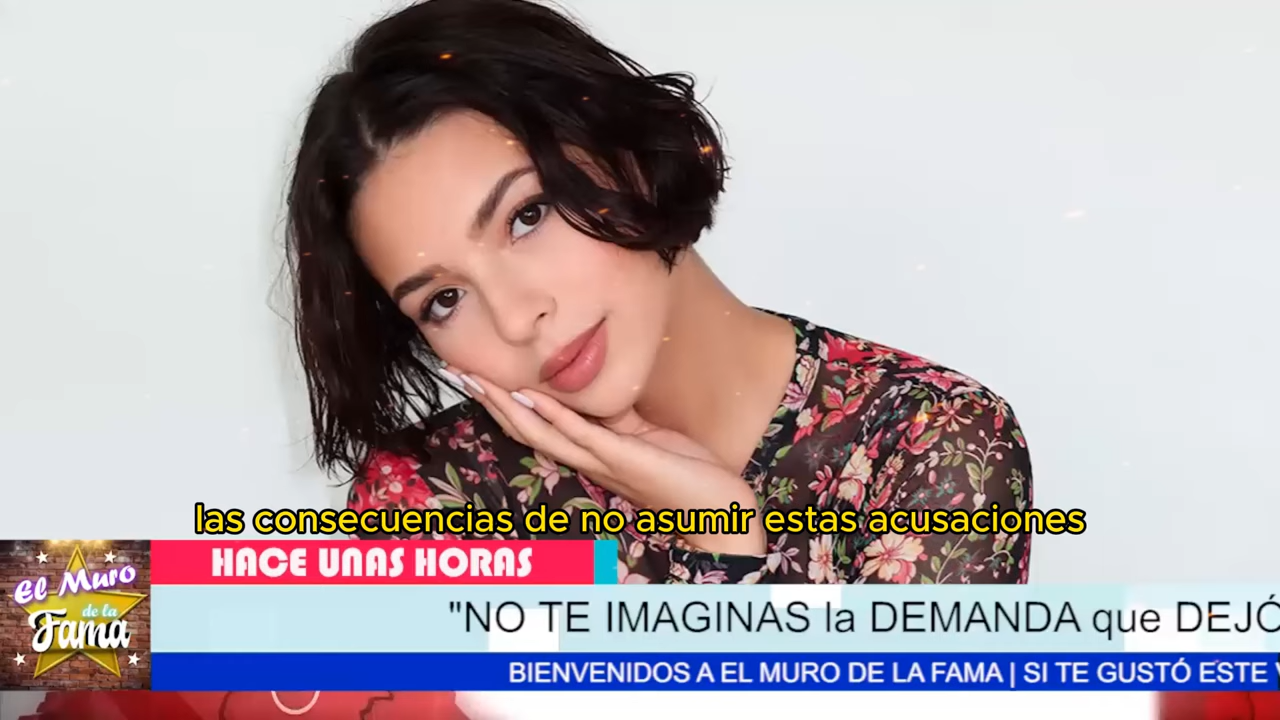 las consecuencias de no asumir estas acusaciones
HACE UNAS HORAS
El Muro
de la
Fama
"NO TE IMAGINAS la DEMANDA que DEJÓ
BIENVENIDOS A EL MURO DE LA FAMA | SI TE GUSTÓ ESTE